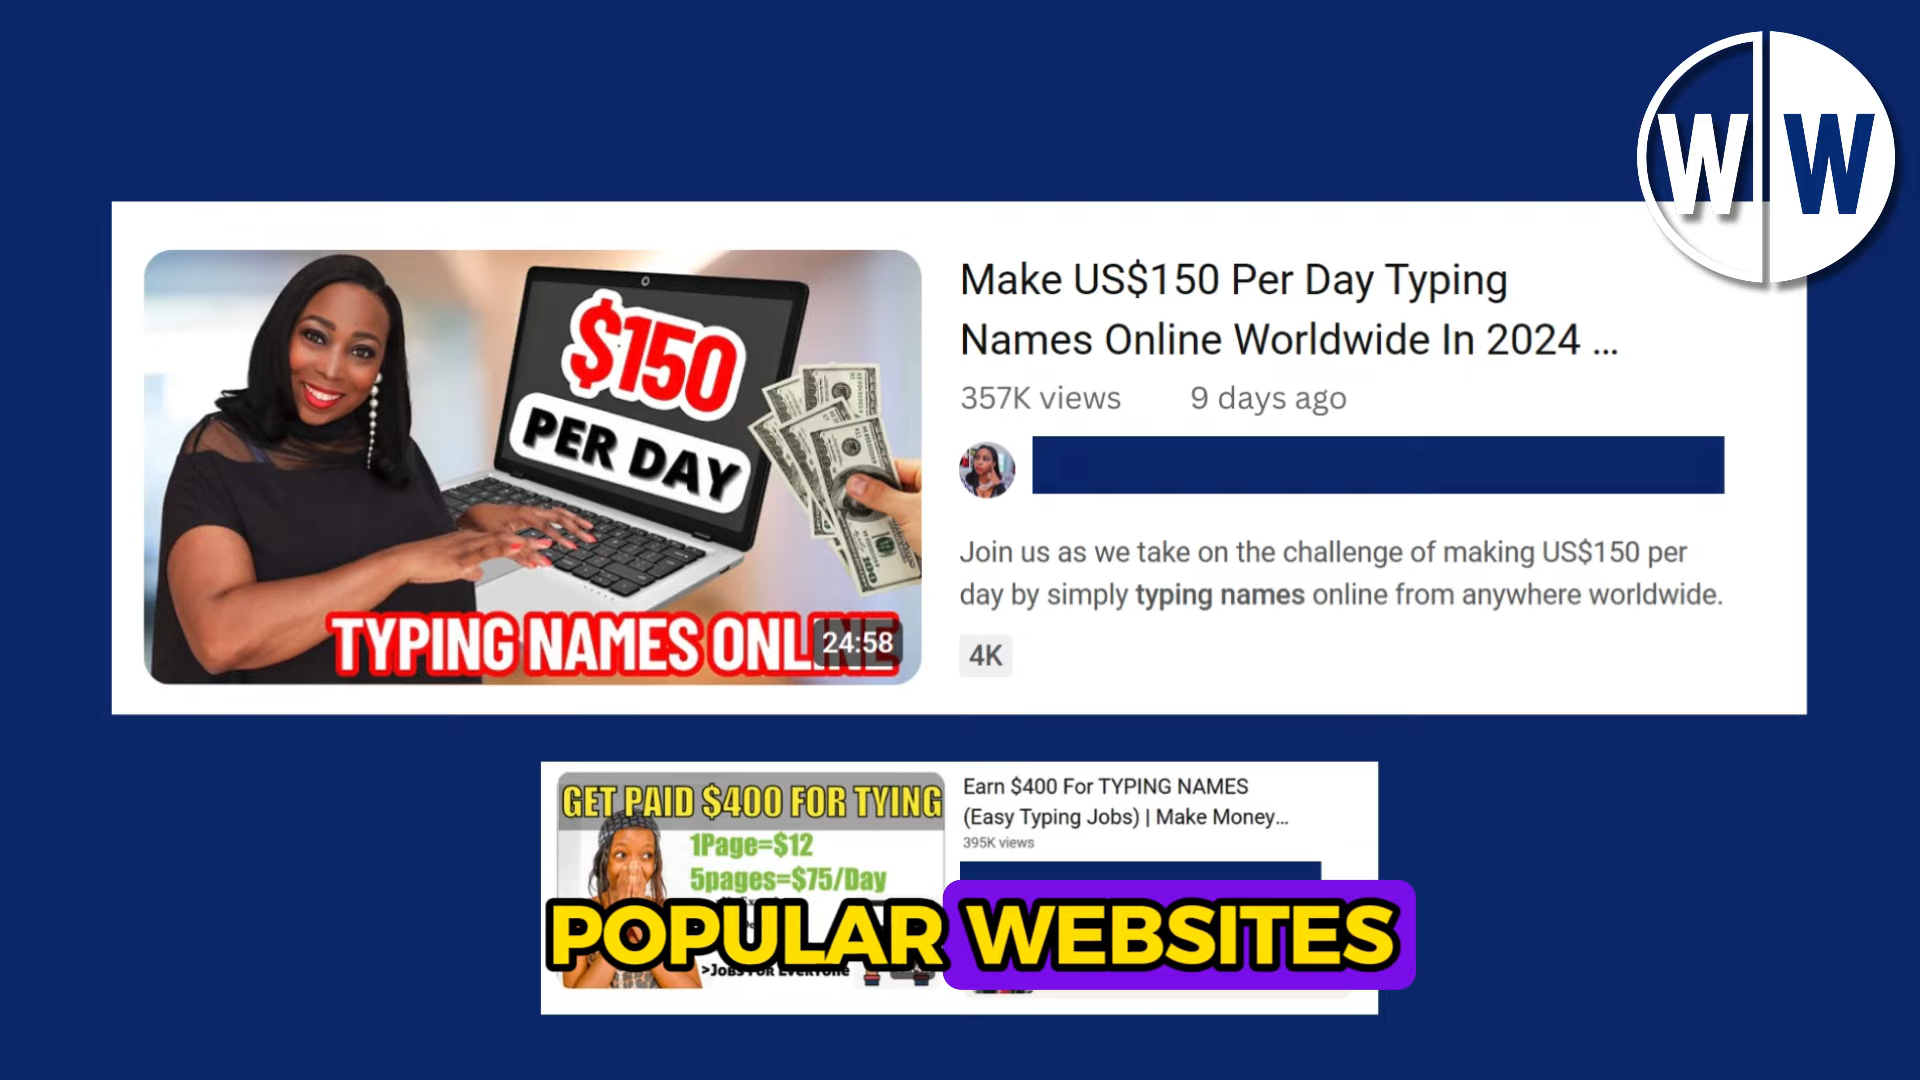 W W
$150
PER DAY
TYPING NAMES ONLINE
24:58
Make US$150 Per Day Typing
Names Online Worldwide In 2024 ...
357K views 9 days ago
Join us as we take on the challenge of making US$150 per
day by simply typing names online from anywhere worldwide.
4K
GET PAID $400 FOR TYING
1Page=$12
5pages=$75/Day
>JOBS FOR EVERYONE
Earn $400 For TYPING NAMES
(Easy Typing Jobs) | Make Money...
395K views
POPULAR WEBSITES